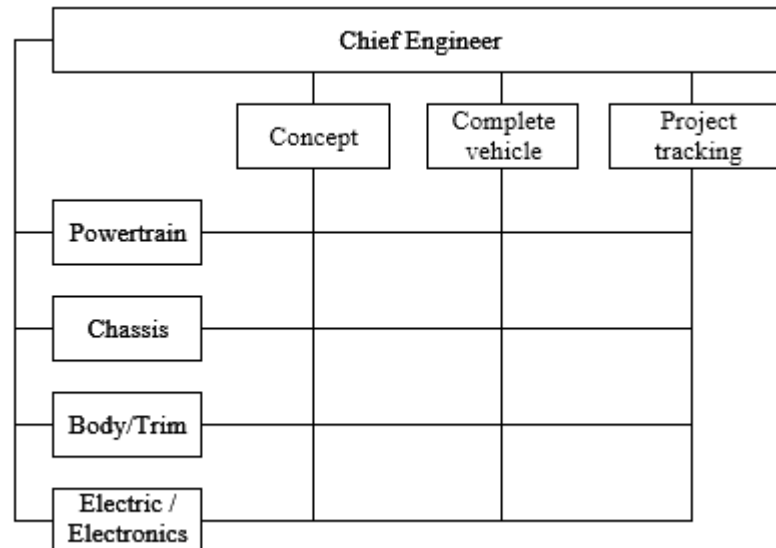 Chief Engineer
Concept
Complete
vehicle
Project
tracking
Powertrain
Chassis
Body/Trim
Electric /
Electronics